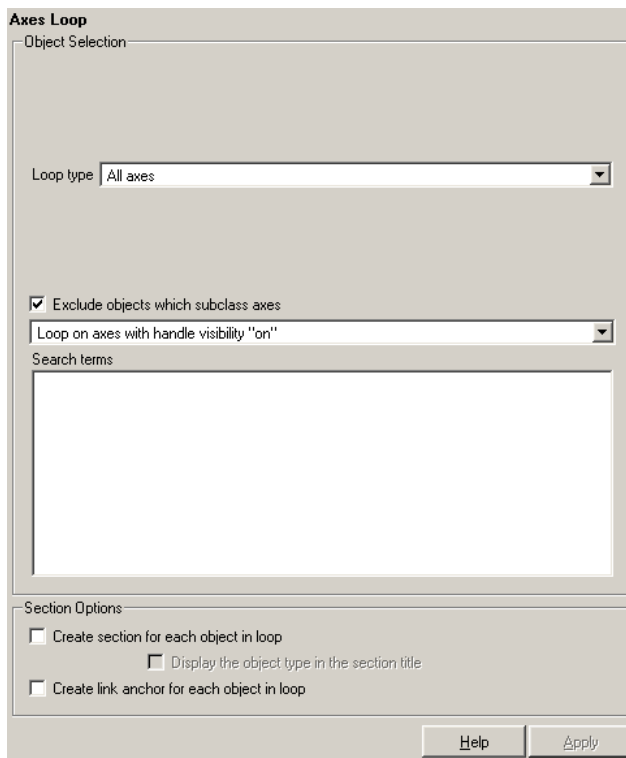 Axes Loop
Object Selection
Loop type All axes
Exclude objects which subclass axes
Loop on axes with handle visibility "on"
Search terms
Section Options
Create section for each object in loop
Display the object type in the section title
Create link anchor for each object in loop
Help Apply